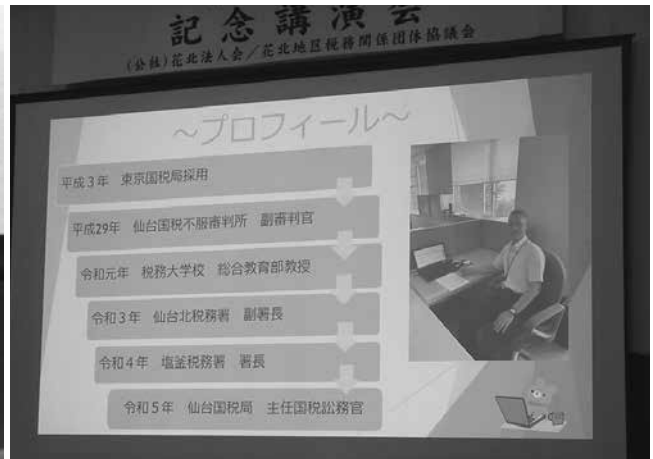 記念講演会
(公社)花北法人会／花北地区税務関係団体協議会
～プロフィール～
平成3年 東京国税局採用
平成29年 仙台国税不服審判所 副審判官
令和元年 税務大学校 総合教育部教授
令和3年 仙台北税務署 副署長
令和4年 塩釜税務署 署長
令和5年 仙台国税局 主任国税訟務官